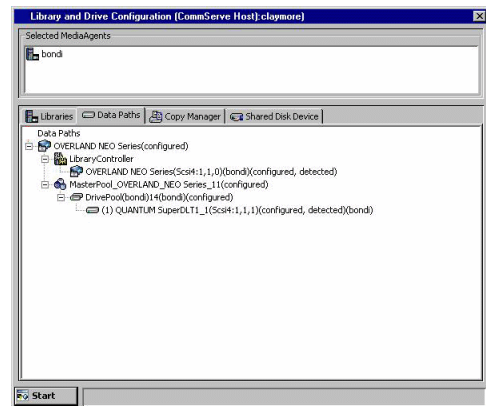 Library and Drive Configuration (CommServe Host):claymore)
Selected MediaAgents
bondi
Libraries Data Paths Copy Manager Shared Disk Device
Data Paths
OVERLAND NEO Series(configured)
LibraryController
OVERLAND NEO Series(Scsi4:1,1,0)(bondi)(configured, detected)
MasterPool_OVERLAND_NEO Series_11(configured)
DrivePool(bondi)14(bondi)(configured)
(1) QUANTUM SuperDLT1_1(Scsi4:1,1,1)(configured, detected)(bondi)
Start